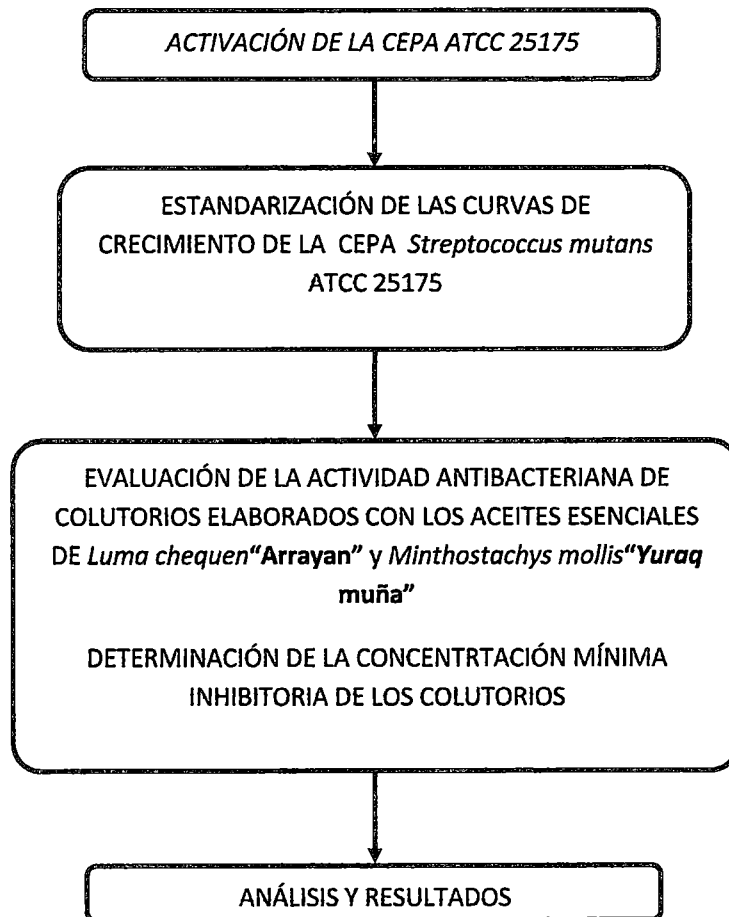 ACTIVACIÓN DE LA CEPA ATCC 25175
ESTANDARIZACIÓN DE LAS CURVAS DE
CRECIMIENTO DE LA CEPA Streptococcus mutans
ATCC 25175
EVALUACIÓN DE LA ACTIVIDAD ANTIBACTERIANA DE
COLUTORIOS ELABORADOS CON LOS ACEITES ESENCIALES
DE Luma chequen“Arrayan” y Minthostachys mollis“Yuraq
muña”
DETERMINACIÓN DE LA CONCENTRTACIÓN MÍNIMA
INHIBITORIA DE LOS COLUTORIOS
ANÁLISIS Y RESULTADOS